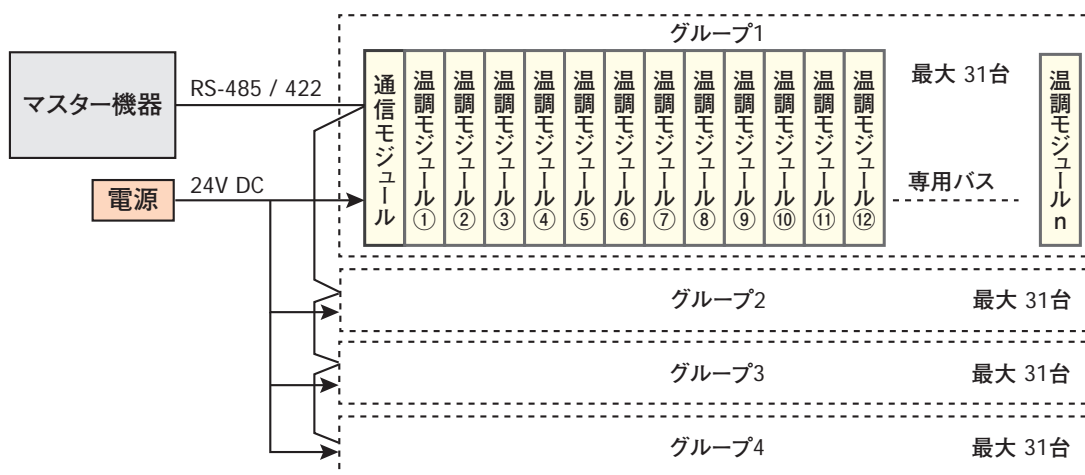 グループ1
マスター機器
RS-485 / 422
電源
24V DC
通信モジュール
温調モジュール①
温調モジュール②
温調モジュール③
温調モジュール④
温調モジュール⑤
温調モジュール⑥
温調モジュール⑦
温調モジュール⑧
温調モジュール⑨
温調モジュール⑩
温調モジュール⑪
温調モジュール⑫
最大 31台
専用バス
温調モジュールn
グループ2
最大 31台
グループ3
最大 31台
グループ4
最大 31台